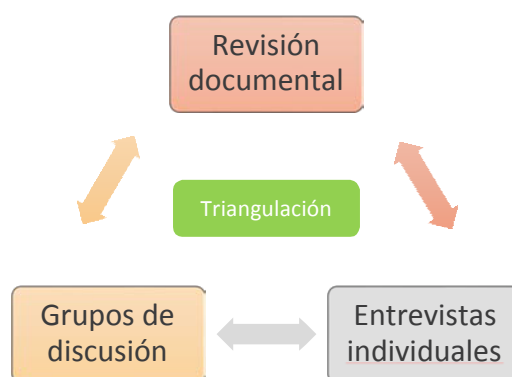 Revisión
documental
Triangulación
Grupos de
discusión
Entrevistas
individuales